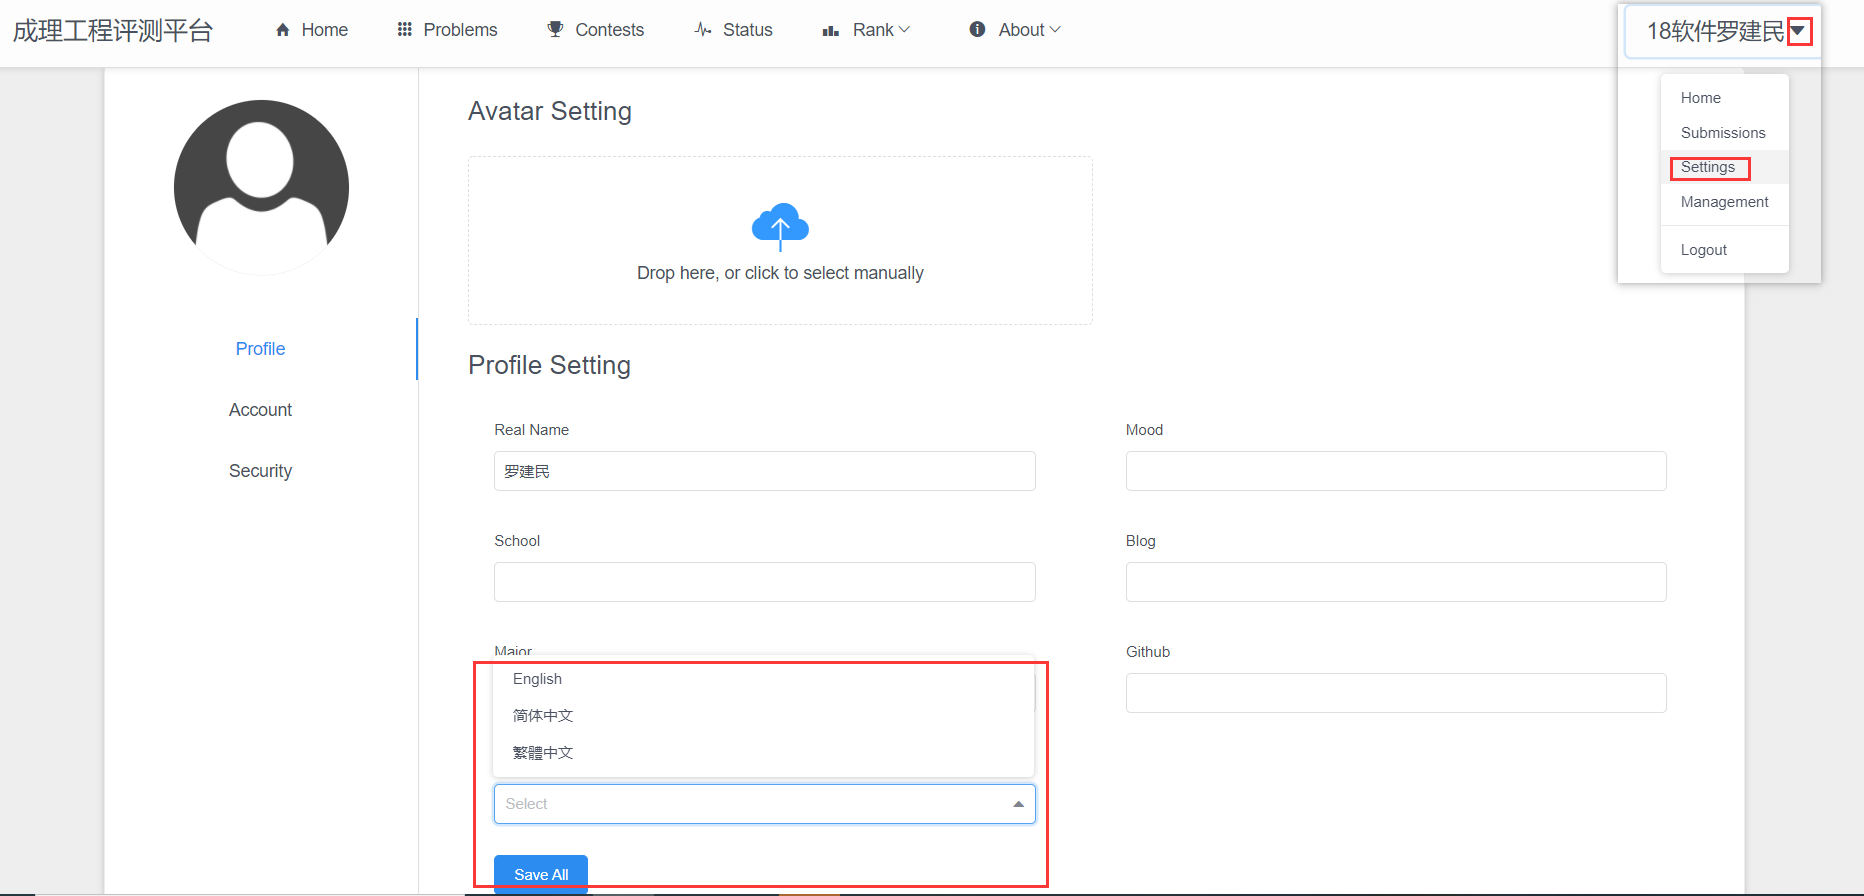 成理工程评测平台
Home
Problems
Contests
Status
Rank
About
18软件罗建民
Home
Submissions
Settings
Management
Logout
Profile
Account
Security
Avatar Setting
Drop here, or click to select manually
Profile Setting
Real Name
罗建民
Mood
School
Blog
Major
Github
English
简体中文
繁體中文
Select
Save All